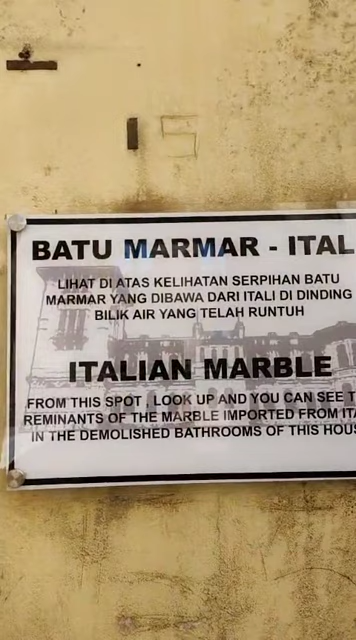 BATU MARMAR - ITAL
LIHAT DI ATAS KELIHATAN SERPIHAN BATU
MARMAR YANG DIBAWA DARI ITALI DI DINDING
BILIK AIR YANG TELAH RUNTUH
ITALIAN MARBLE
FROM THIS SPOT , LOOK UP AND YOU CAN SEE T
REMINANTS OF THE MARBLE IMPORTED FROM ITA
IN THE DEMOLISHED BATHROOMS OF THIS HOUS